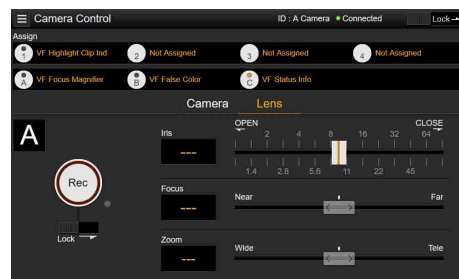 Camera Control
ID : A Camera Connected
Lock
Assign
1 VF Highlight Clip Ind
2 Not Assigned
3 Not Assigned
4 Not Assigned
A VF Focus Magnifier
B VF False Color
C VF Status Info
Camera Lens
A
Rec
Lock
Iris
---
OPEN CLOSE
2 4 8 16 32 64
1.4 2.8 5.6 11 22 45
Focus
---
Near Far
Zoom
---
Wide Tele